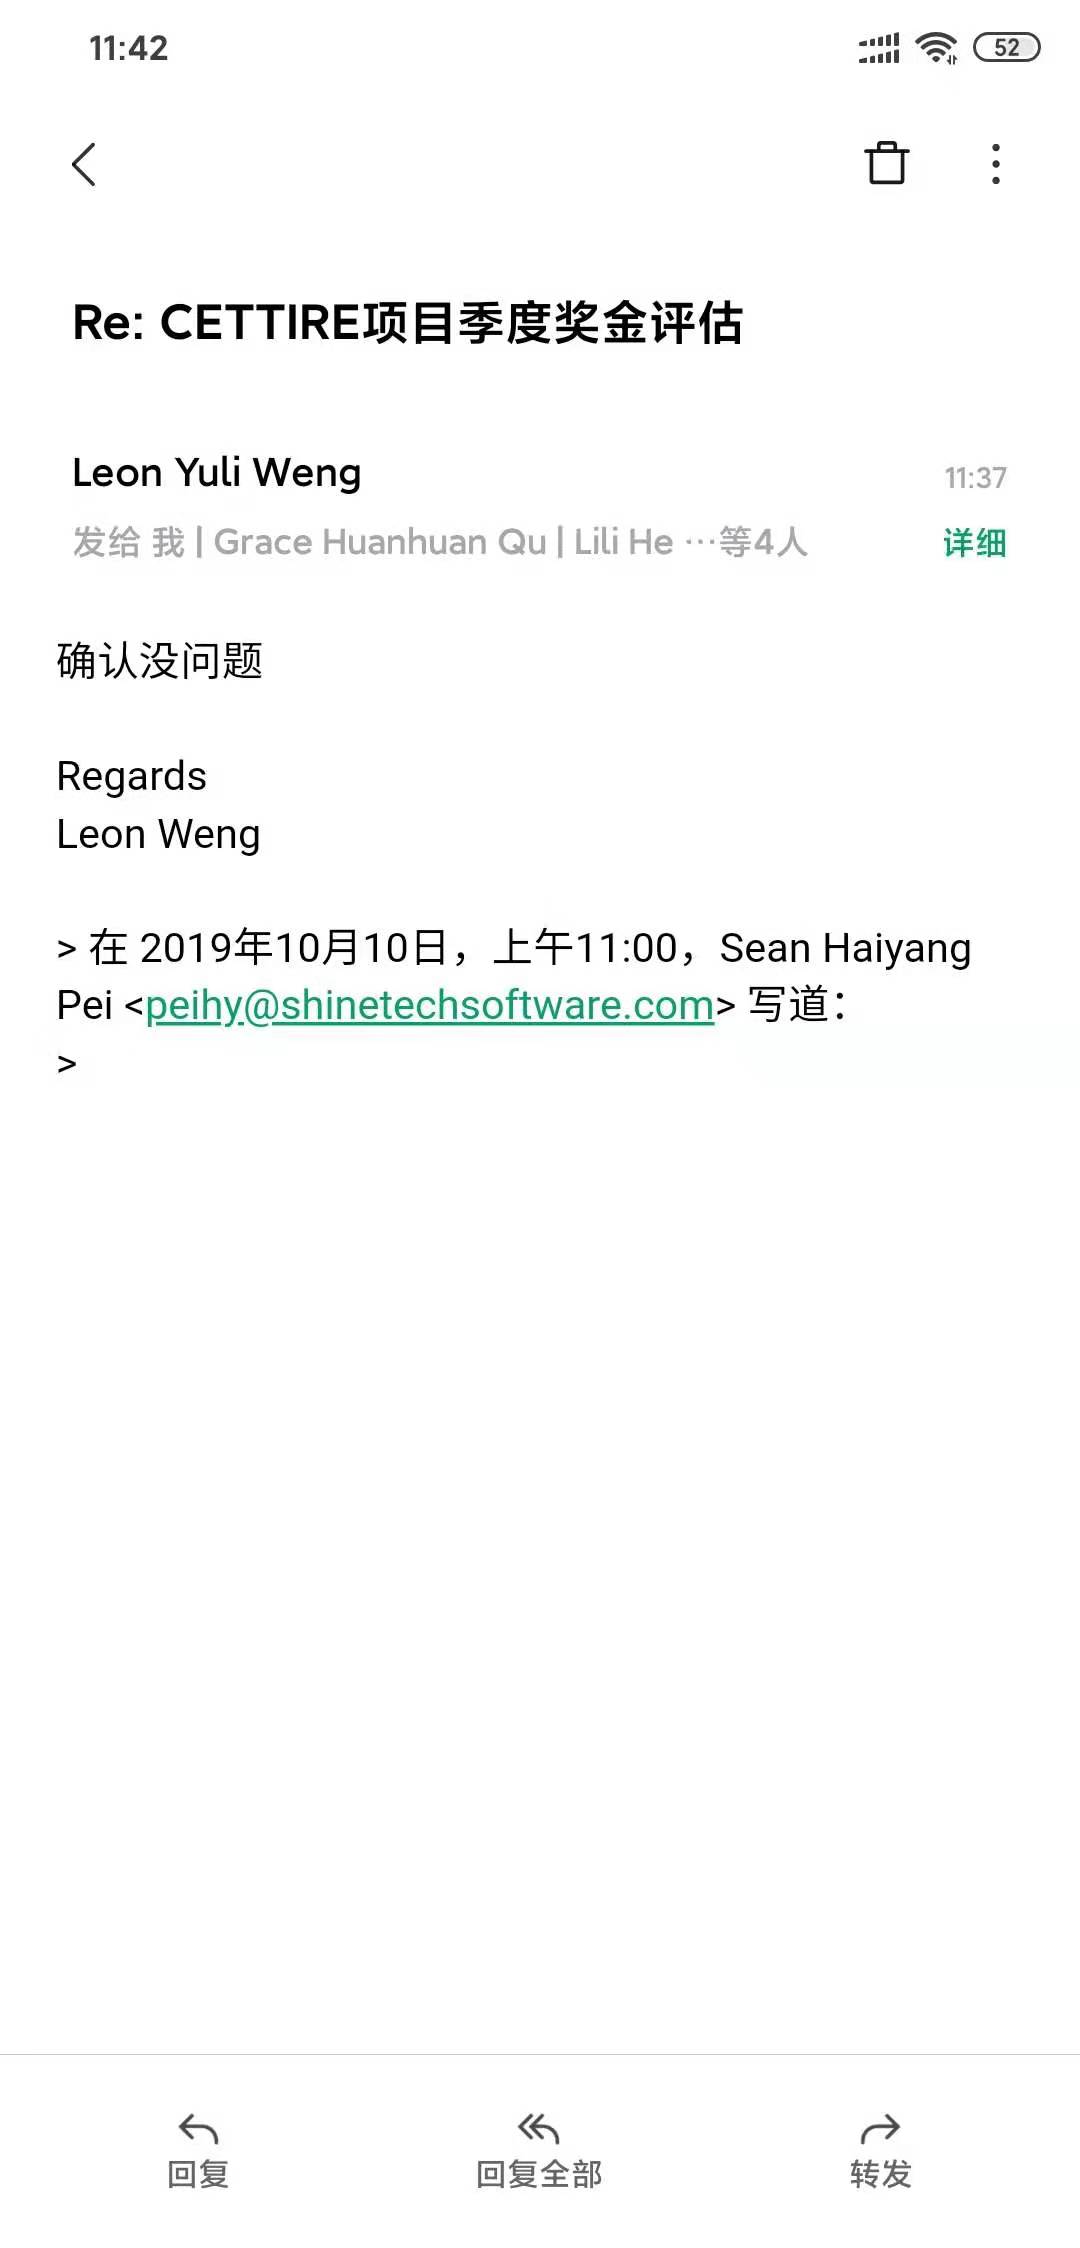 11:42
52
Re: CETTIRE项目季度奖金评估
Leon Yuli Weng
11:37
发给 我 | Grace Huanhuan Qu | Lili He …等4人
详细
确认没问题
Regards
Leon Weng
> 在 2019年10月10日，上午11:00，Sean Haiyang
Pei <peihy@shinetechsoftware.com> 写道：
>
回复
回复全部
转发